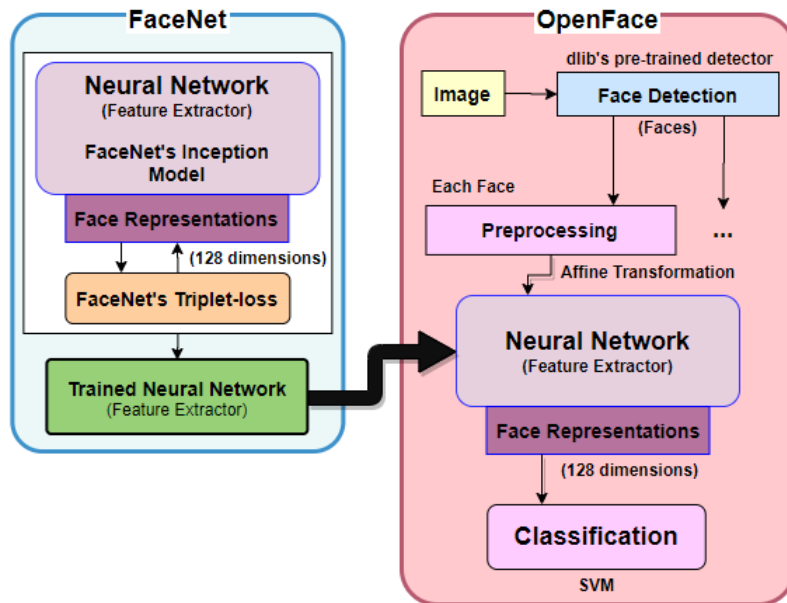 FaceNet
Neural Network
(Feature Extractor)
FaceNet's Inception
Model
Face Representations
(128 dimensions)
FaceNet's Triplet-loss
Trained Neural Network
(Feature Extractor)
OpenFace
dlib's pre-trained detector
Image
Face Detection
(Faces)
Each Face
Preprocessing
...
Affine Transformation
Neural Network
(Feature Extractor)
Face Representations
(128 dimensions)
Classification
SVM